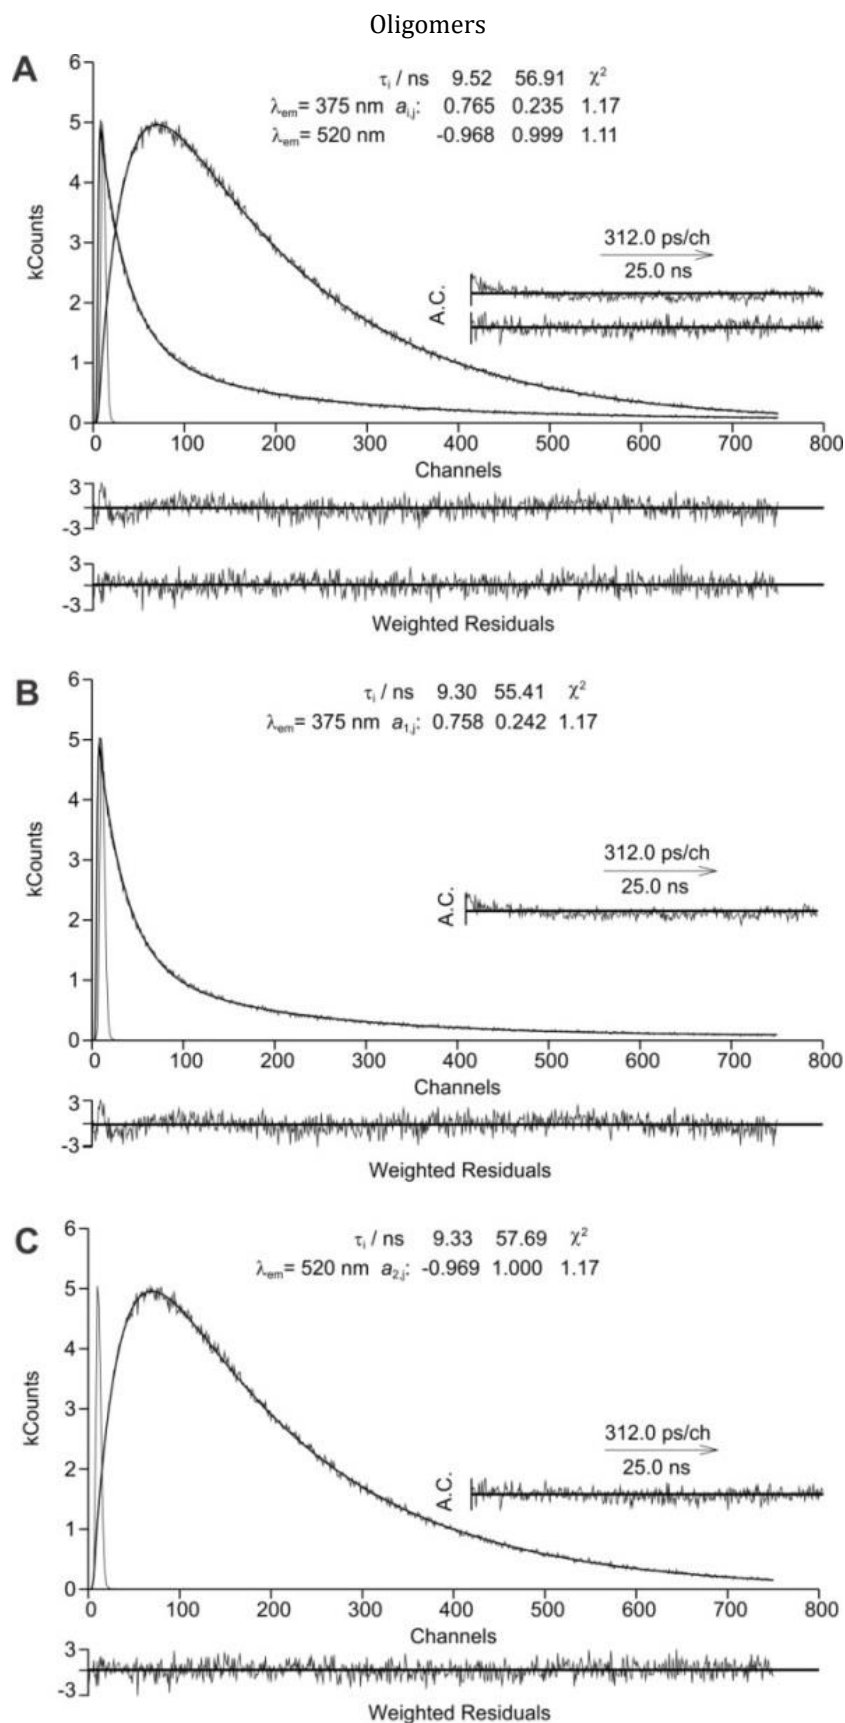 Oligomers
A
τi / ns 9.52 56.91 χ2
λem= 375 nm ai,j: 0.765 0.235 1.17
λem= 520 nm -0.968 0.999 1.11
6
5
4
3
2
1
0
kCounts
312.0 ps/ch
25.0 ns
A.C.
0 100 200 300 400 500 600 700 800
Channels
3
-3
3
-3
Weighted Residuals
B
τi / ns 9.30 55.41 χ2
λem= 375 nm a1,j: 0.758 0.242 1.17
6
5
4
3
2
1
0
kCounts
312.0 ps/ch
25.0 ns
A.C.
0 100 200 300 400 500 600 700 800
Channels
3
-3
Weighted Residuals
C
τi / ns 9.33 57.69 χ2
λem= 520 nm a2,j: -0.969 1.000 1.17
6
5
4
3
2
1
0
kCounts
312.0 ps/ch
25.0 ns
A.C.
0 100 200 300 400 500 600 700 800
Channels
3
-3
Weighted Residuals